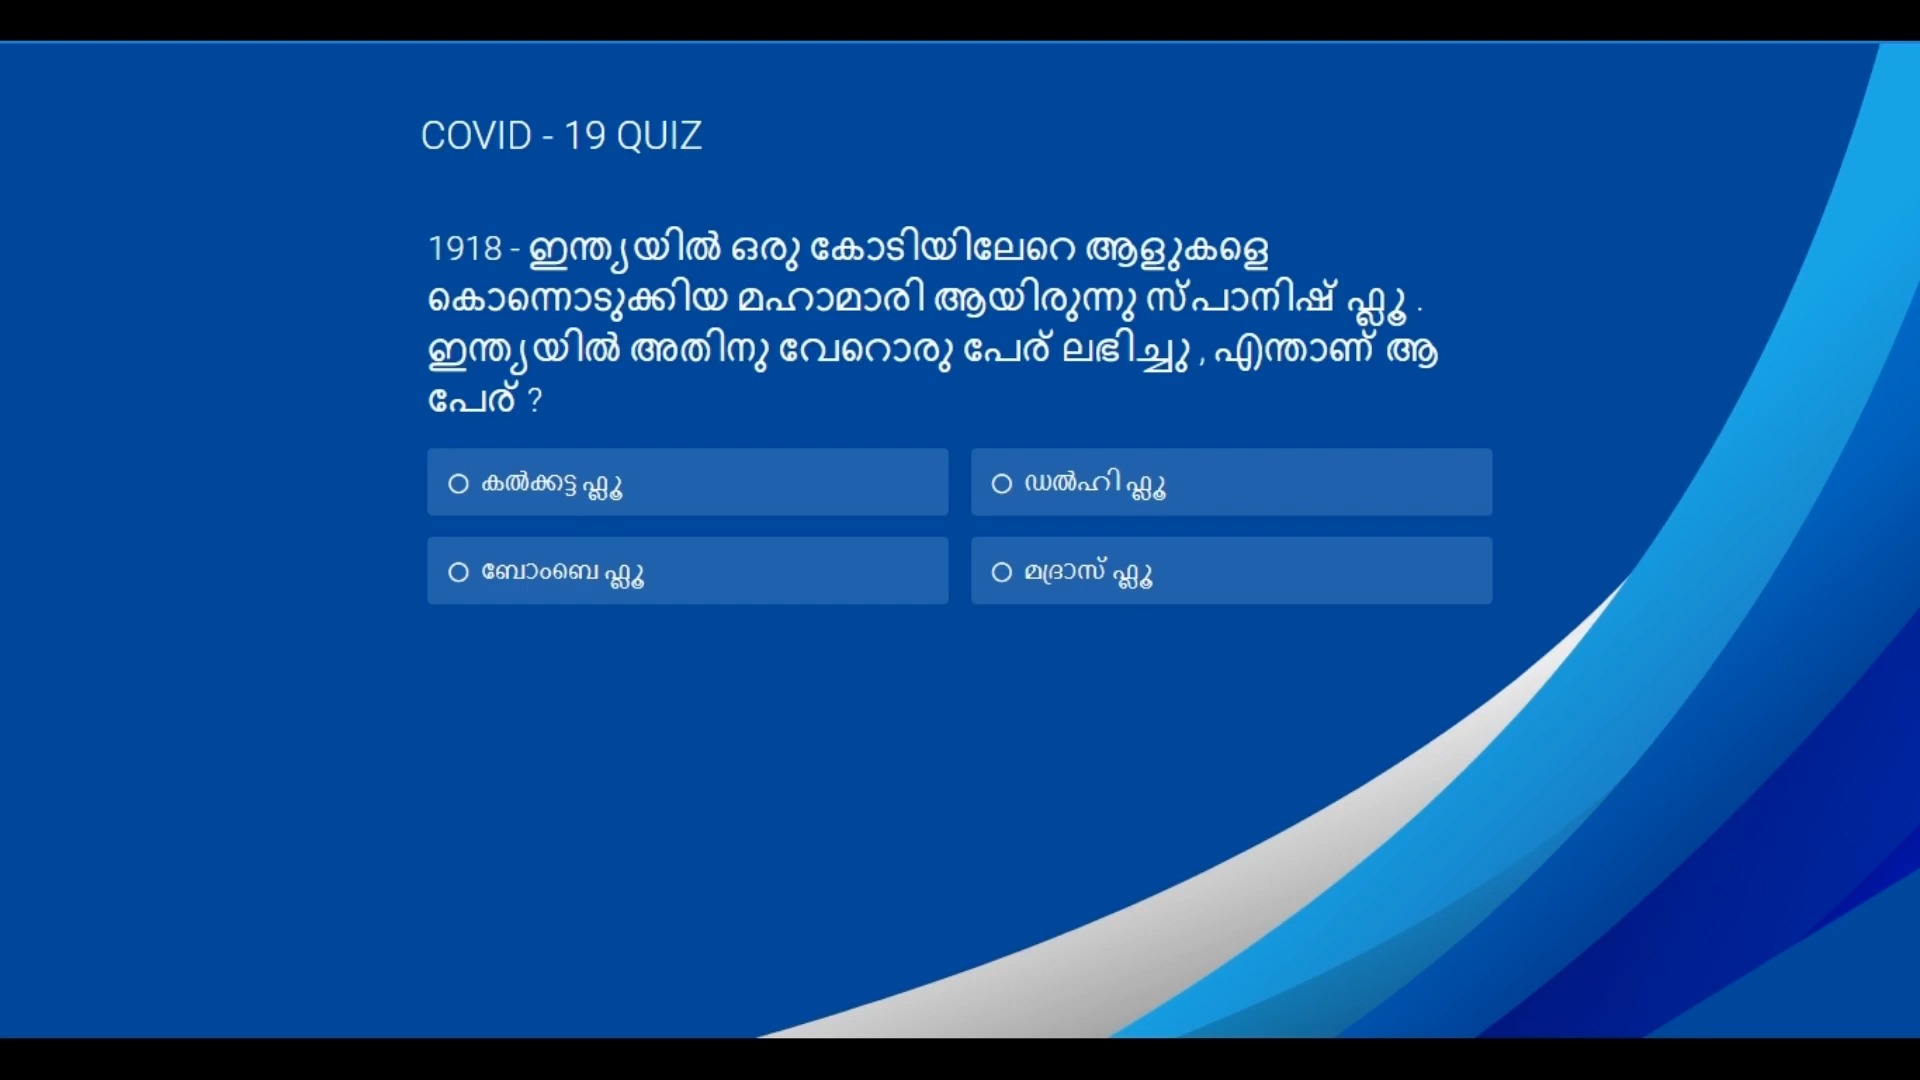 COVID - 19 QUIZ
1918 - ഇന്ത്യയിൽ ഒരു കോടിയിലേറെ ആളുകളെ
കൊന്നൊടുക്കിയ മഹാമാരി ആയിരുന്നു സ്പാനിഷ് ഫ്ലൂ .
ഇന്ത്യയിൽ അതിനു വേറൊരു പേര് ലഭിച്ചു , എന്താണ് ആ
പേര് ?
കൽക്കട്ട ഫ്ലൂ
ഡൽഹി ഫ്ലൂ
ബോംബെ ഫ്ലൂ
മദ്രാസ് ഫ്ലൂ